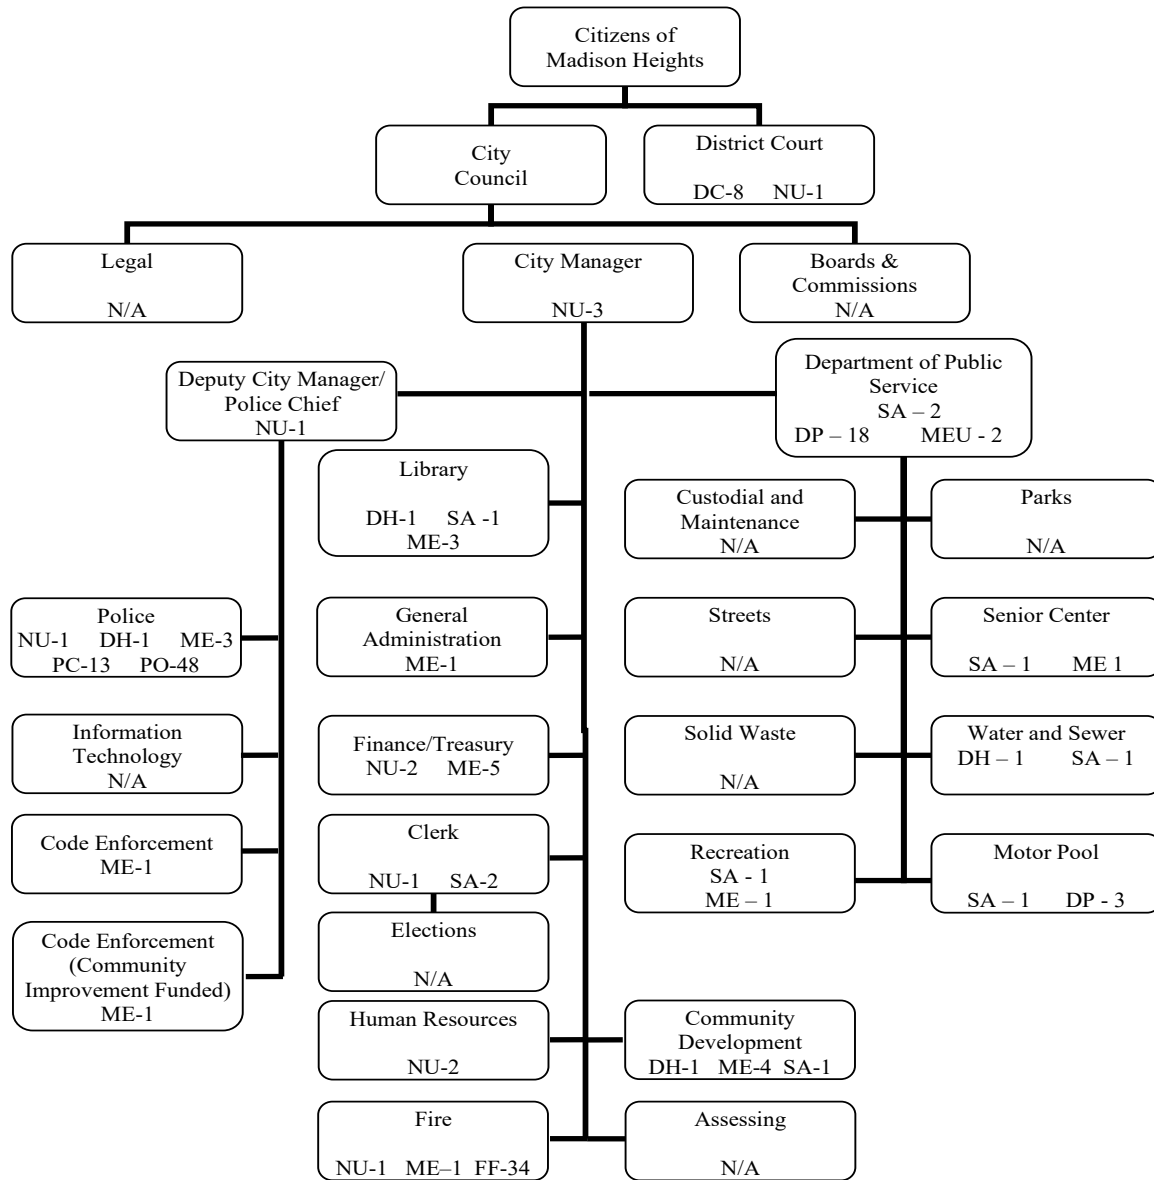 Citizens of
Madison Heights
City
Council
District Court
DC-8 NU-1
Legal
N/A
City Manager
NU-3
Boards &
Commissions
N/A
Deputy City Manager/
Police Chief
NU-1
Department of Public
Service
SA – 2
DP – 18 MEU - 2
Library
DH-1 SA -1
ME-3
Custodial and
Maintenance
N/A
Parks
N/A
Police
NU-1 DH-1 ME-3
PC-13 PO-48
General
Administration
ME-1
Streets
N/A
Senior Center
SA – 1 ME 1
Information
Technology
N/A
Finance/Treasury
NU-2 ME-5
Solid Waste
N/A
Water and Sewer
DH – 1 SA – 1
Code Enforcement
ME-1
Clerk
NU-1 SA-2
Recreation
SA - 1
ME – 1
Motor Pool
SA – 1 DP - 3
Code Enforcement
(Community
Improvement Funded)
ME-1
Elections
N/A
Human Resources
NU-2
Community
Development
DH-1 ME-4 SA-1
Fire
NU-1 ME–1 FF-34
Assessing
N/A